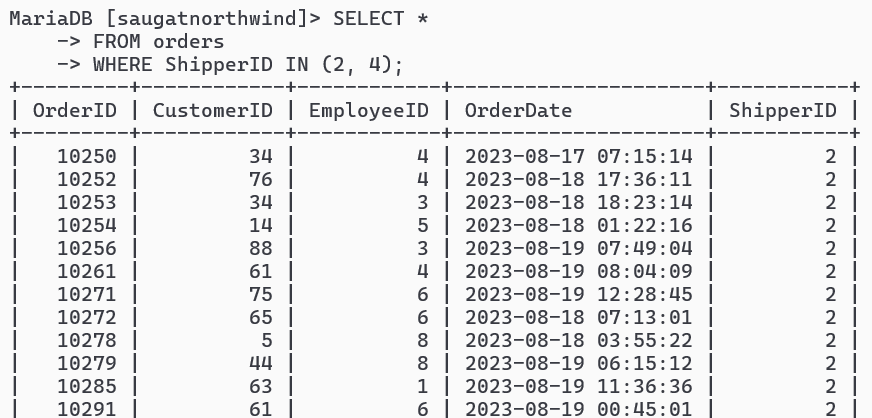 MariaDB [saugatnorthwind]> SELECT *
    -> FROM orders
    -> WHERE ShipperID IN (2, 4);
+---------+------------+------------+---------------------+-----------+
| OrderID | CustomerID | EmployeeID | OrderDate           | ShipperID |
+---------+------------+------------+---------------------+-----------+
|   10250 |         34 |          4 | 2023-08-17 07:15:14 |         2 |
|   10252 |         76 |          4 | 2023-08-18 17:36:11 |         2 |
|   10253 |         34 |          3 | 2023-08-18 18:23:14 |         2 |
|   10254 |         14 |          5 | 2023-08-18 01:22:16 |         2 |
|   10256 |         88 |          3 | 2023-08-19 07:49:04 |         2 |
|   10261 |         61 |          4 | 2023-08-19 08:04:09 |         2 |
|   10271 |         75 |          6 | 2023-08-19 12:28:45 |         2 |
|   10272 |         65 |          6 | 2023-08-18 07:13:01 |         2 |
|   10278 |          5 |          8 | 2023-08-18 03:55:22 |         2 |
|   10279 |         44 |          8 | 2023-08-19 06:15:12 |         2 |
|   10285 |         63 |          1 | 2023-08-19 11:36:36 |         2 |
|   10291 |         61 |          6 | 2023-08-19 00:45:01 |         2 |